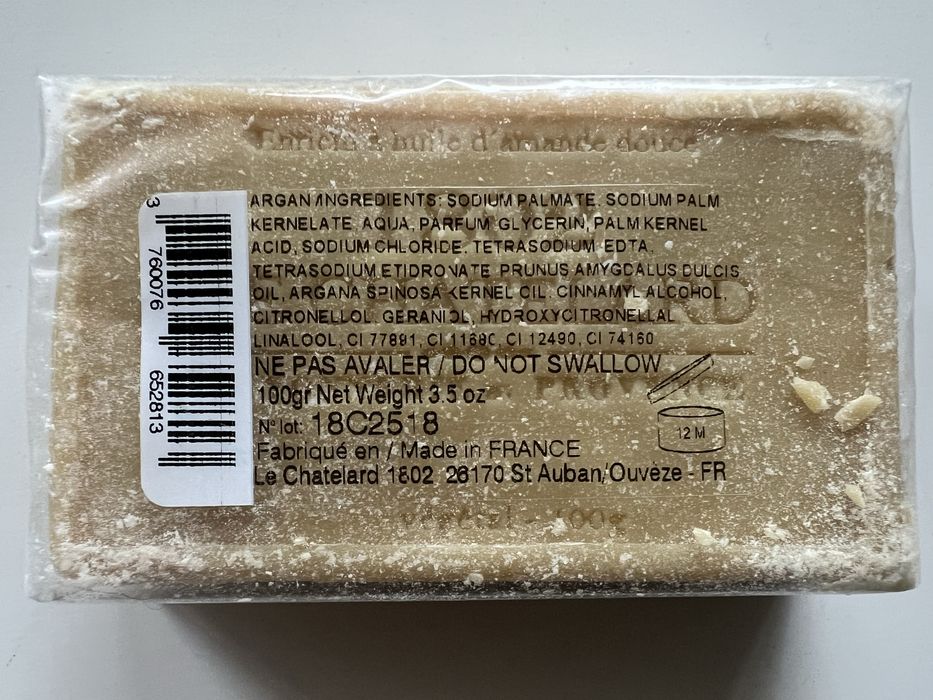 Enrichi à huile d'amande douce
ARGAN /INGREDIENTS: SODIUM PALMATE, SODIUM PALM
KERNELATE, AQUA, PARFUM, GLYCERIN, PALM KERNEL
ACID, SODIUM CHLORIDE, TETRASODIUM EDTA,
TETRASODIUM ETIDRONATE, PRUNUS AMYGDALUS DULCIS
OIL, ARGANA SPINOSA KERNEL OIL, CINNAMYL ALCOHOL,
CITRONELLOL, GERANIOL, HYDROXYCITRONELLAL
LINALOOL, CI 77891, CI 11680, CI 12490, CI 74160
NE PAS AVALER / DO NOT SWALLOW
100gr Net Weight 3.5 oz
PROVENCE
N° lot: 18C2518
12 M
Fabriqué en / Made in FRANCE
Le Chatelard 1802 26170 St Auban/Ouvèze - FR
végétal - 100g
3 760076 652813